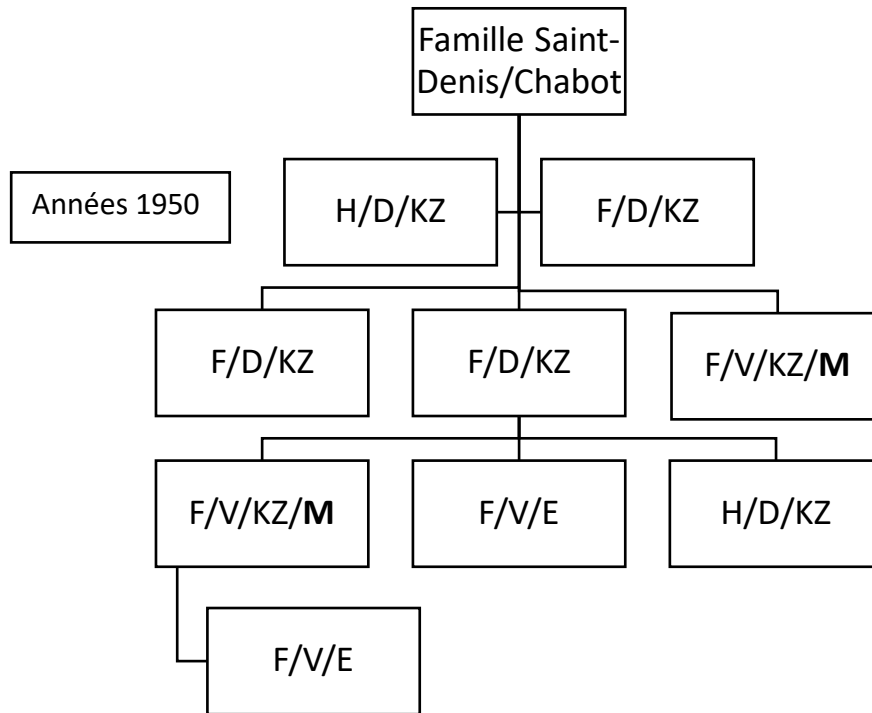 Famille Saint-
Denis/Chabot
Années 1950
H/D/KZ
F/D/KZ
F/D/KZ
F/D/KZ
F/V/KZ/M
F/V/KZ/M
F/V/E
H/D/KZ
F/V/E